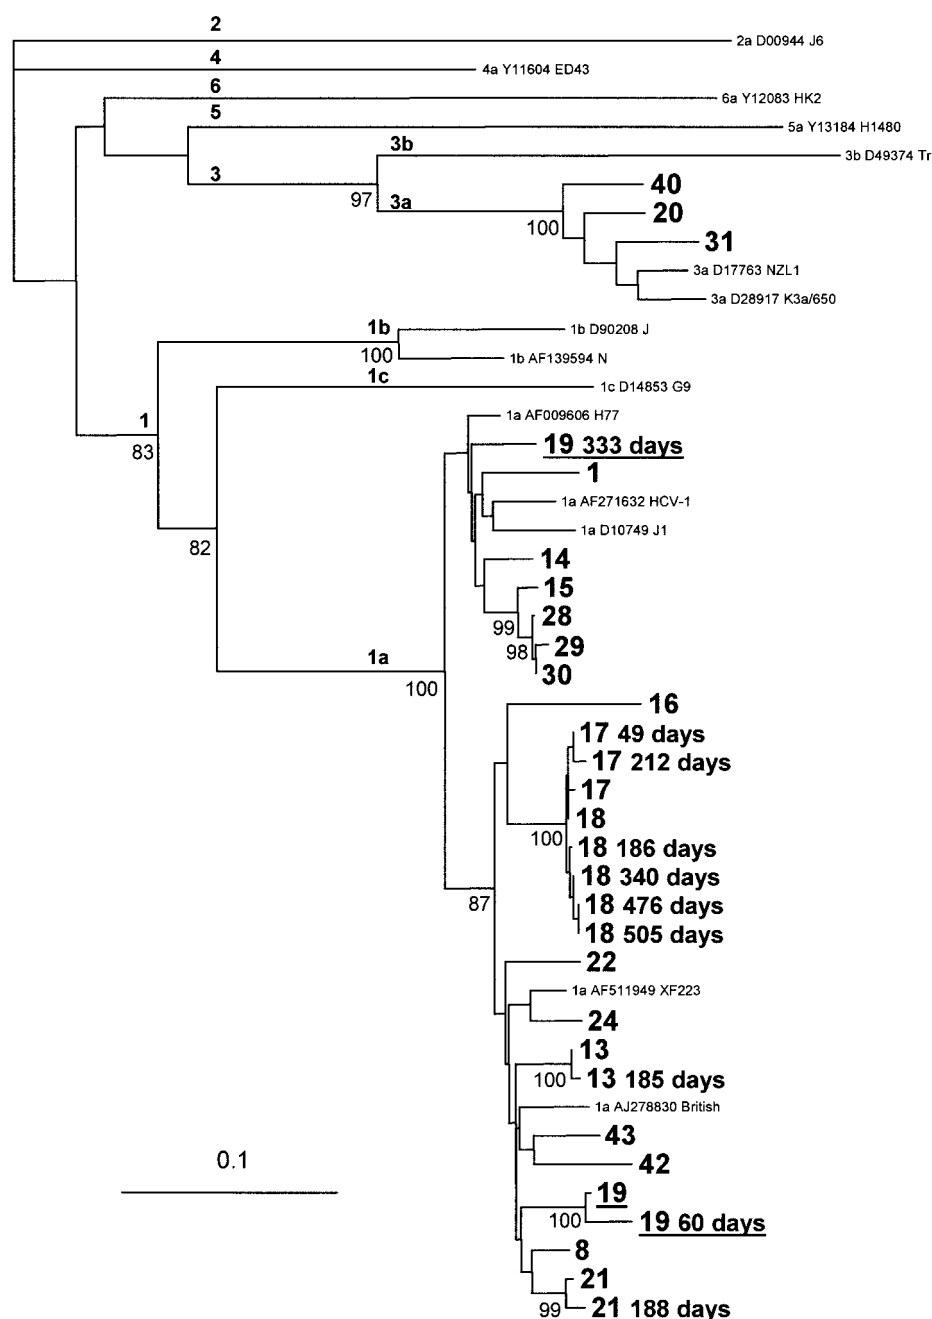 2
2a D00944 J6
4
4a Y11604 ED43
6
6a Y12083 HK2
5
5a Y13184 H1480
3b
3b D49374 Tr
3
97
3a
40
100
20
31
3a D17763 NZL1
3a D28917 K3a/650
1b
1b D90208 J
100
1b AF139594 N
1c
1c D14853 G9
1a AF009606 H77
1
83
19 333 days
1
1a AF271632 HCV-1
1a D10749 J1
82
14
15
28
99
29
98
30
1a
100
16
17 49 days
17 212 days
17
18
100
18 186 days
18 340 days
18 476 days
87
18 505 days
22
1a AF511949 XF223
24
13
100
13 185 days
1a AJ278830 British
43
0.1
42
19
100
19 60 days
8
21
99
21 188 days